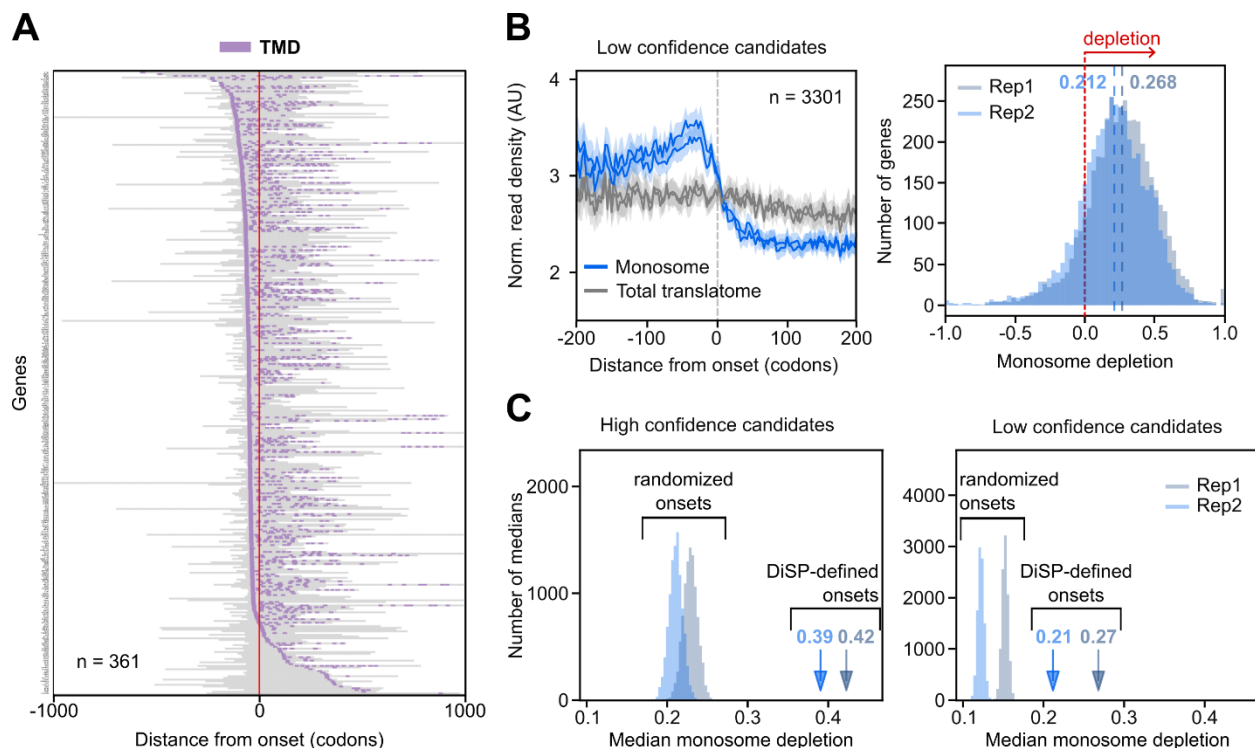 A
TMD
Genes
n = 361
-1000
0
1000
Distance from onset (codons)
B
Low confidence candidates
n = 3301
Norm. read density (AU)
4
3
2
Monosome
Total translatome
-200
-100
0
100
200
Distance from onset (codons)
depletion
0.212
0.268
Rep1
Rep2
Number of genes
250
200
150
100
50
0
-1.0
-0.5
0.0
0.5
1.0
Monosome depletion
C
High confidence candidates
randomized
onsets
DiSP-defined
onsets
0.39
0.42
Number of medians
2000
1000
0
0.1
0.2
0.3
0.4
Median monosome depletion
Low confidence candidates
randomized
onsets
Rep1
Rep2
DiSP-defined
onsets
0.21
0.27
4000
3000
2000
1000
0
0.1
0.2
0.3
0.4
Median monosome depletion